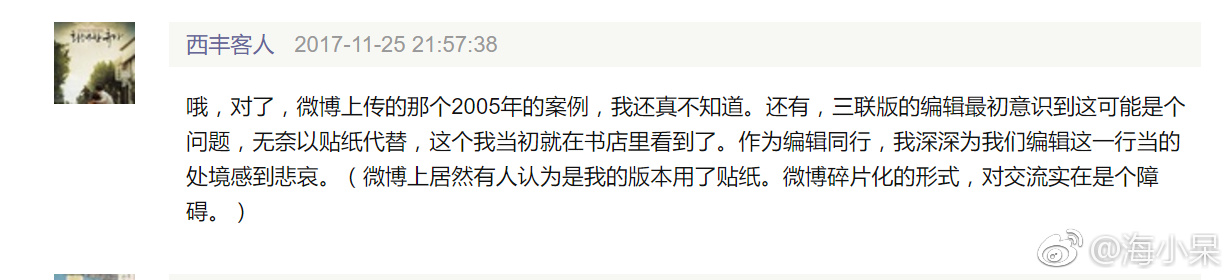 西丰客人 2017-11-25 21:57:38
哦，对了，微博上传的那个2005年的案例，我还真不知道。还有，三联版的编辑最初意识到这可能是个
问题，无奈以贴纸代替，这个我当初就在书店里看到了。作为编辑同行，我深深为我们编辑这一行当的
处境感到悲哀。（微博上居然有人认为是我的版本用了贴纸。微博碎片化的形式，对交流实在是个障
碍。）
@海小呆